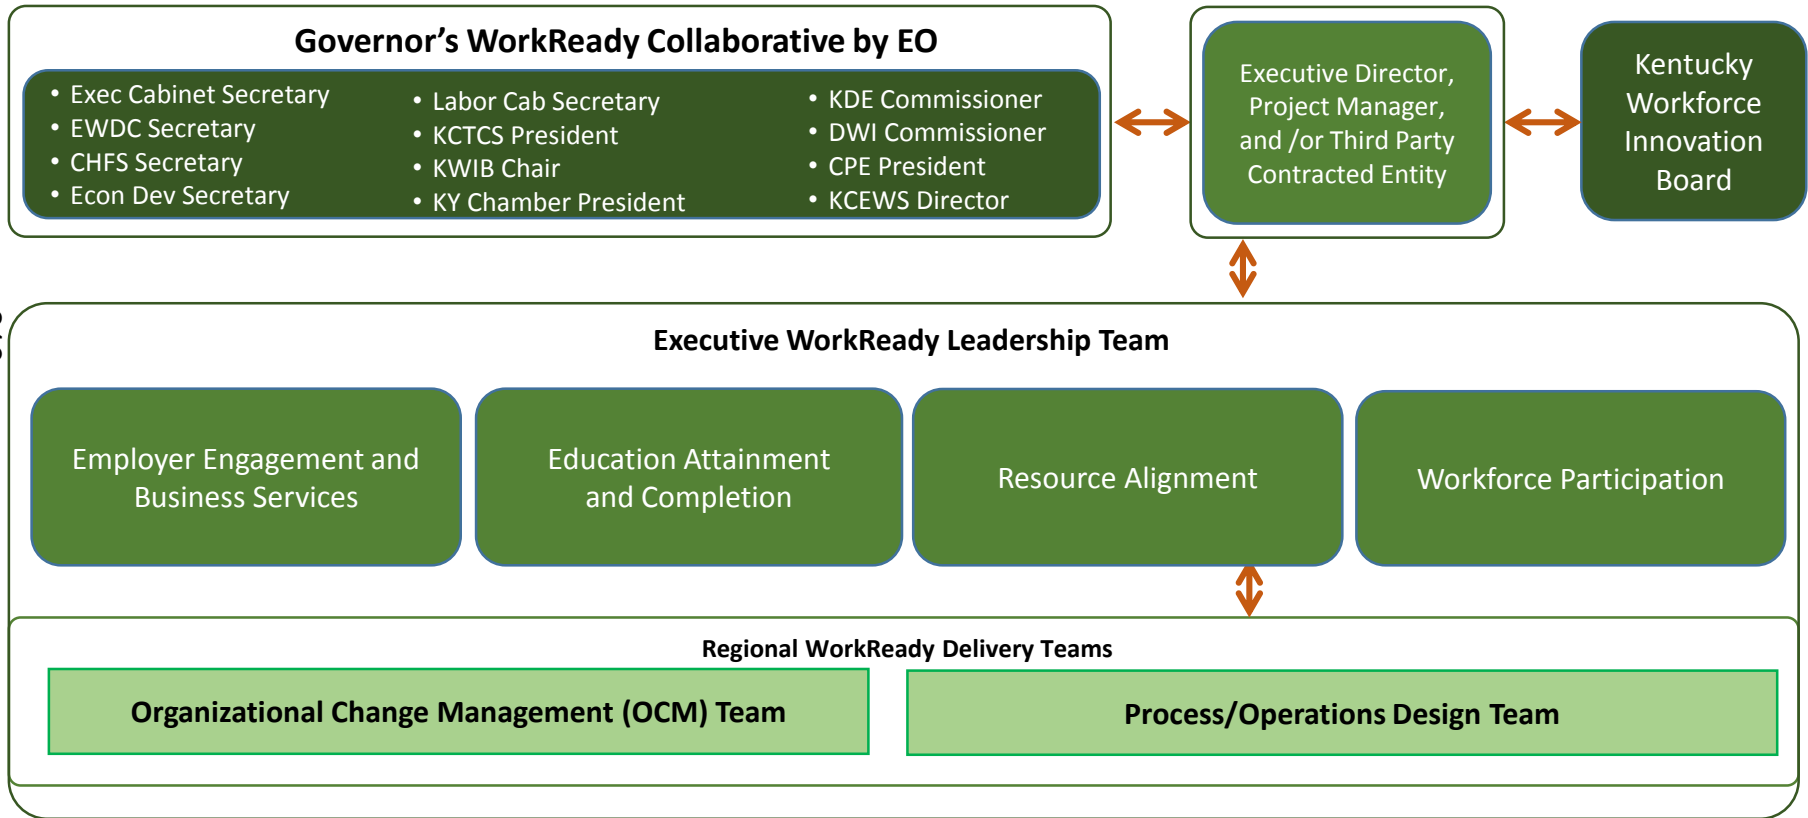 Governor's WorkReady Collaborative by EO
• Exec Cabinet Secretary
• EWDC Secretary
• CHFS Secretary
• Econ Dev Secretary
• Labor Cab Secretary
• KCTCS President
• KWIB Chair
• KY Chamber President
• KDE Commissioner
• DWI Commissioner
• CPE President
• KCEWS Director
Executive Director,
Project Manager,
and /or Third Party
Contracted Entity
Kentucky
Workforce
Innovation
Board
Executive WorkReady Leadership Team
Employer Engagement and
Business Services
Education Attainment
and Completion
Resource Alignment
Workforce Participation
Regional WorkReady Delivery Teams
Organizational Change Management (OCM) Team
Process/Operations Design Team